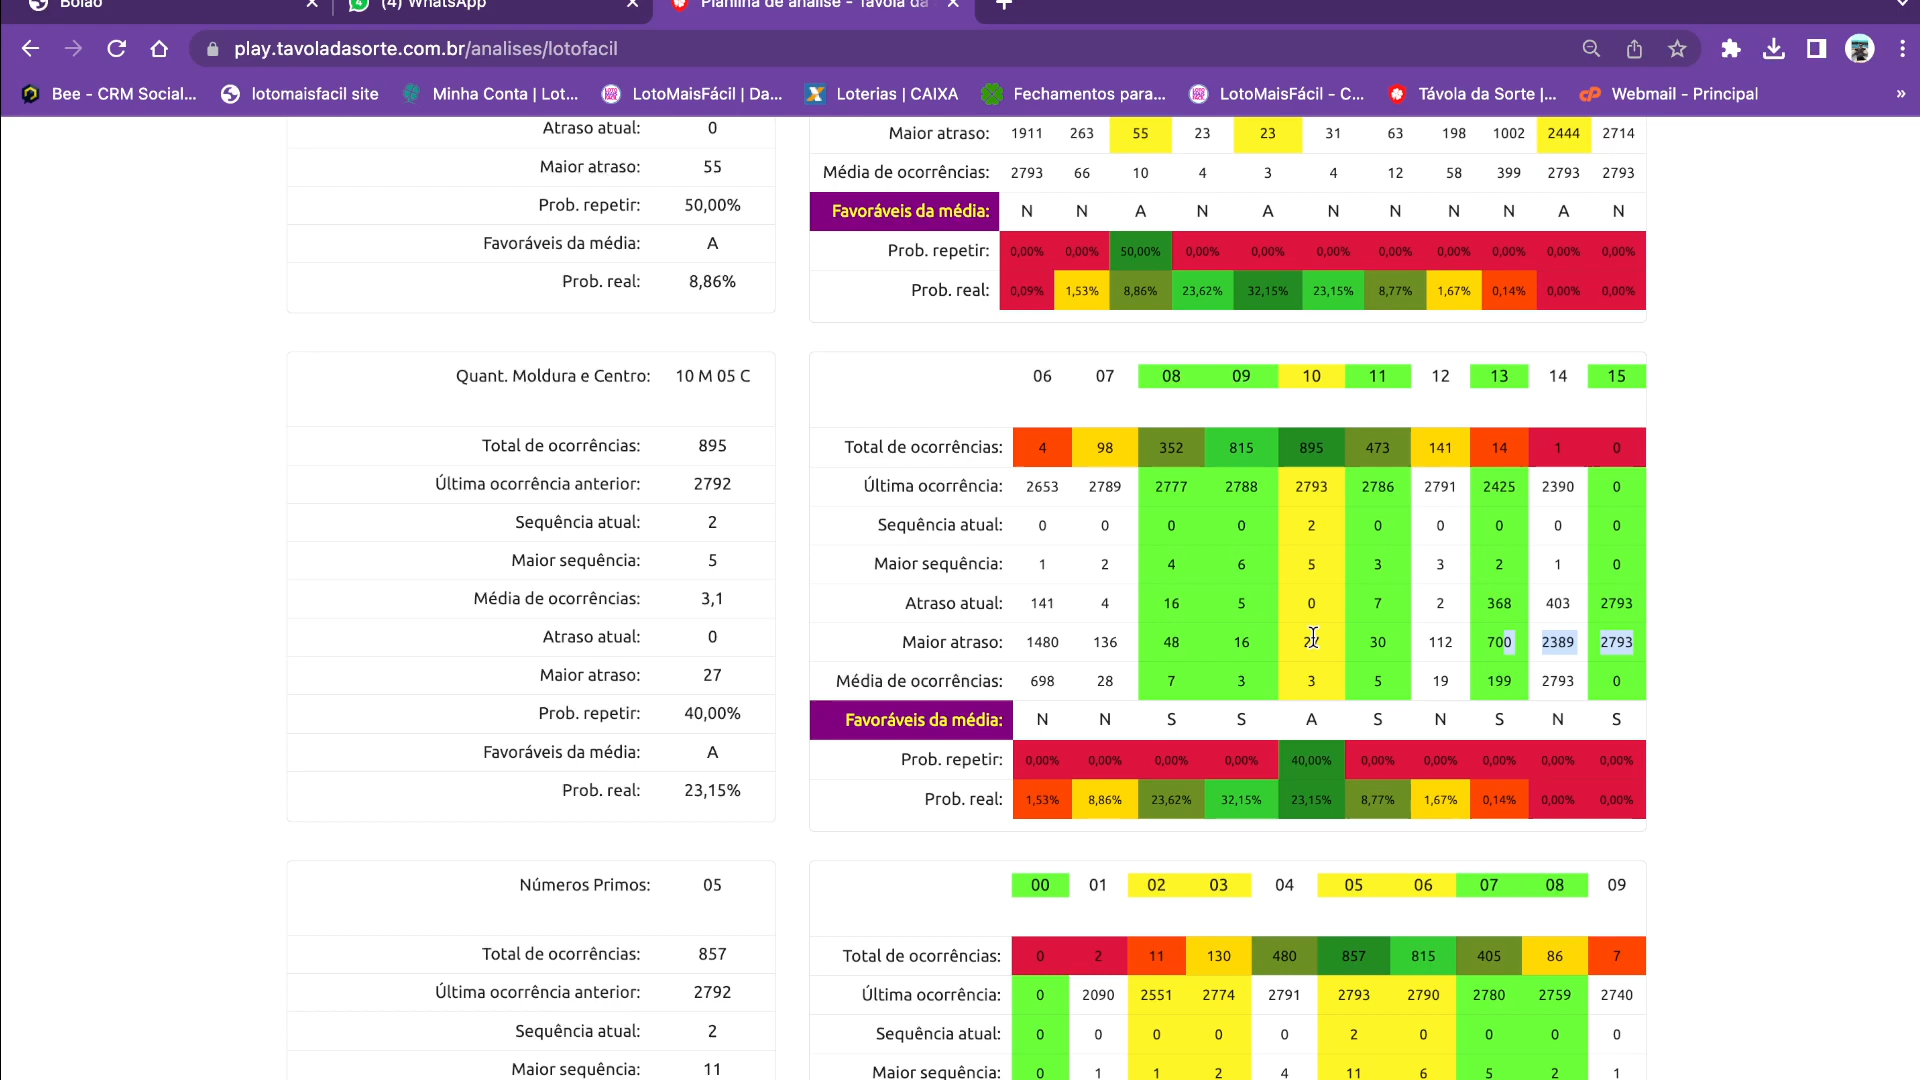 Bolão
(4) WhatsApp
Planilha de análise - Távola da
play.tavoladasorte.com.br/analises/lotofacil
Bee - CRM Social... lotomaisfacil site Minha Conta | Lot... LotoMaisFácil | Da... Loterias | CAIXA Fechamentos para... LotoMaisFácil - C... Távola da Sorte |... Webmail - Principal »
Atraso atual: 0
Maior atraso: 55
Prob. repetir: 50,00%
Favoráveis da média: A
Prob. real: 8,86%
Maior atraso: 1911 263 55 23 23 31 63 198 1002 2444 2714
Média de ocorrências: 2793 66 10 4 3 4 12 58 399 2793 2793
Favoráveis da média: N N A N A N N N N A N
Prob. repetir: 0,00% 0,00% 50,00% 0,00% 0,00% 0,00% 0,00% 0,00% 0,00% 0,00% 0,00%
Prob. real: 0,09% 1,53% 8,86% 23,62% 32,15% 23,15% 8,77% 1,67% 0,14% 0,00% 0,00%
Quant. Moldura e Centro: 10 M 05 C
Total de ocorrências: 895
Última ocorrência anterior: 2792
Sequência atual: 2
Maior sequência: 5
Média de ocorrências: 3,1
Atraso atual: 0
Maior atraso: 27
Prob. repetir: 40,00%
Favoráveis da média: A
Prob. real: 23,15%
06 07 08 09 10 11 12 13 14 15
Total de ocorrências: 4 98 352 815 895 473 141 14 1 0
Última ocorrência: 2653 2789 2777 2788 2793 2786 2791 2425 2390 0
Sequência atual: 0 0 0 0 2 0 0 0 0 0
Maior sequência: 1 2 4 6 5 3 3 2 1 0
Atraso atual: 141 4 16 5 0 7 2 368 403 2793
Maior atraso: 1480 136 48 16 27 30 112 700 2389 2793
Média de ocorrências: 698 28 7 3 3 5 19 199 2793 0
Favoráveis da média: N N S S A S N S N S
Prob. repetir: 0,00% 0,00% 0,00% 0,00% 40,00% 0,00% 0,00% 0,00% 0,00% 0,00%
Prob. real: 1,53% 8,86% 23,62% 32,15% 23,15% 8,77% 1,67% 0,14% 0,00% 0,00%
Números Primos: 05
Total de ocorrências: 857
Última ocorrência anterior: 2792
Sequência atual: 2
Maior sequência: 11
00 01 02 03 04 05 06 07 08 09
Total de ocorrências: 0 2 11 130 480 857 815 405 86 7
Última ocorrência: 0 2090 2551 2774 2791 2793 2790 2780 2759 2740
Sequência atual: 0 0 0 0 0 2 0 0 0 0
Maior sequência: 0 1 1 2 4 11 6 5 2 1